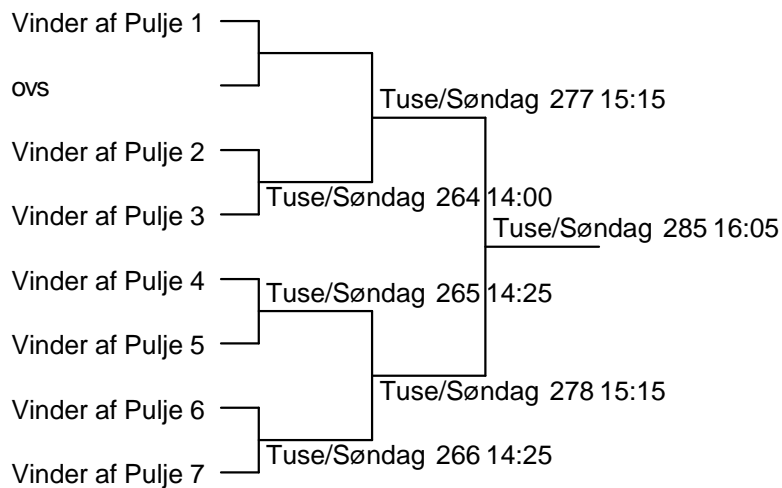 Vinder af Pulje 1
ovs
Tuse/Søndag 277 15:15
Vinder af Pulje 2
Tuse/Søndag 264 14:00
Vinder af Pulje 3
Tuse/Søndag 285 16:05
Vinder af Pulje 4
Tuse/Søndag 265 14:25
Vinder af Pulje 5
Tuse/Søndag 278 15:15
Vinder af Pulje 6
Tuse/Søndag 266 14:25
Vinder af Pulje 7